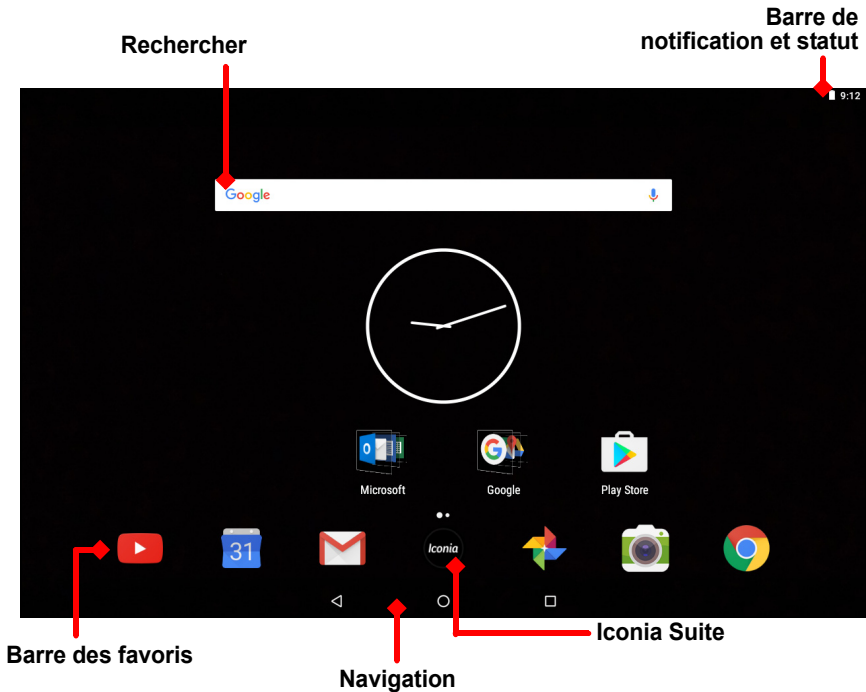 Barre de
notification et statut
Rechercher
9:12
Google
Microsoft
Google
Play Store
31
Iconia
Iconia Suite
Barre des favoris
Navigation